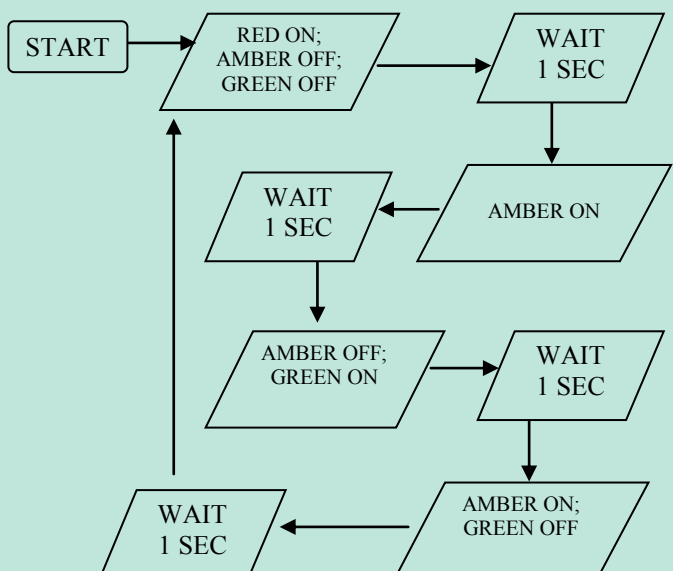 START
RED ON;
AMBER OFF;
GREEN OFF
WAIT
1 SEC
AMBER ON
WAIT
1 SEC
AMBER OFF;
GREEN ON
WAIT
1 SEC
AMBER ON;
GREEN OFF
WAIT
1 SEC